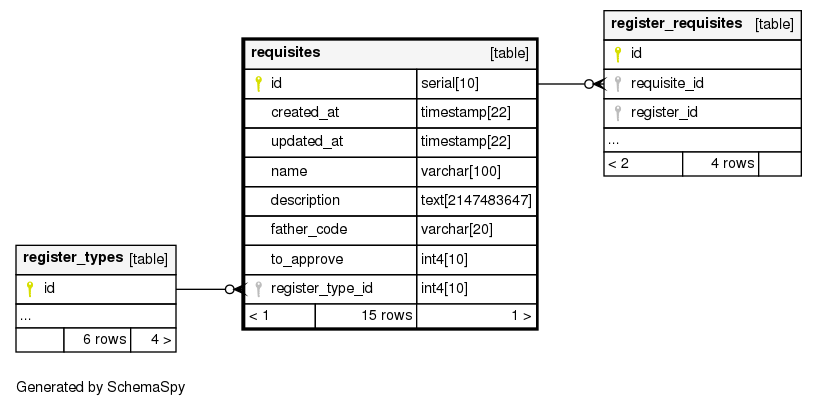 requisites [table]
id serial[10]
created_at timestamp[22]
updated_at timestamp[22]
name varchar[100]
description text[2147483647]
father_code varchar[20]
to_approve int4[10]
register_type_id int4[10]
< 1 15 rows 1 >
register_requisites [table]
id
requisite_id
register_id
...
< 2 4 rows
register_types [table]
id
...
6 rows 4 >
Generated by SchemaSpy